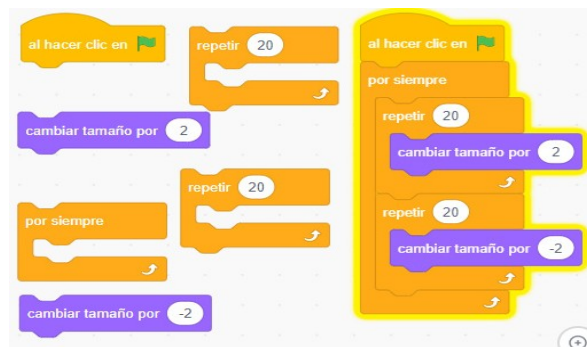 al hacer clic en
repetir 20
cambiar tamaño por 2
repetir 20
por siempre
cambiar tamaño por -2
al hacer clic en
por siempre
repetir 20
cambiar tamaño por 2
repetir 20
cambiar tamaño por -2